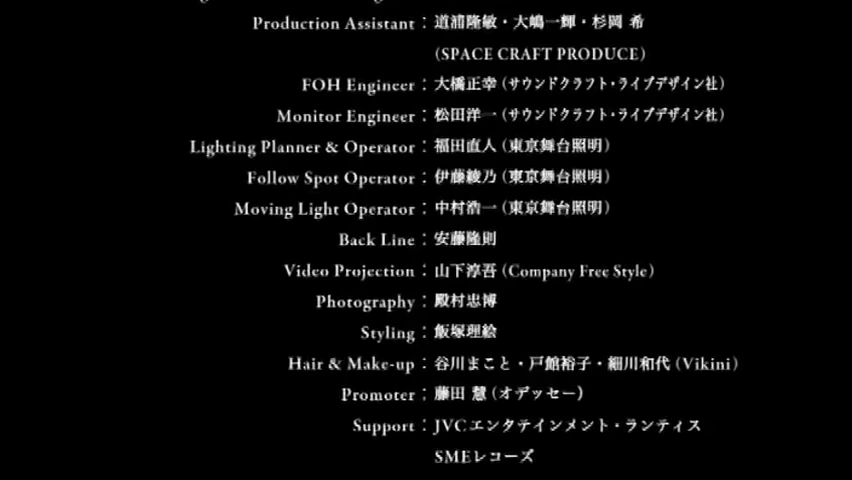 Production Assistant：道浦隆敏・大嶋一輝・杉岡 希
(SPACE CRAFT PRODUCE)
FOH Engineer：大橋正幸（サウンドクラフト・ライブデザイン社）
Monitor Engineer：松田洋一（サウンドクラフト・ライブデザイン社）
Lighting Planner & Operator：福田直人（東京舞台照明）
Follow Spot Operator：伊藤綾乃（東京舞台照明）
Moving Light Operator：中村浩一（東京舞台照明）
Back Line：安藤隆則
Video Projection：山下淳吾（Company Free Style）
Photography：殿村忠博
Styling：飯塚理絵
Hair & Make-up：谷川まこと・戸館裕子・細川和代（Vikini）
Promoter：藤田 慧（オデッセー）
Support：JVCエンタテインメント・ランティス
SMEレコーズ